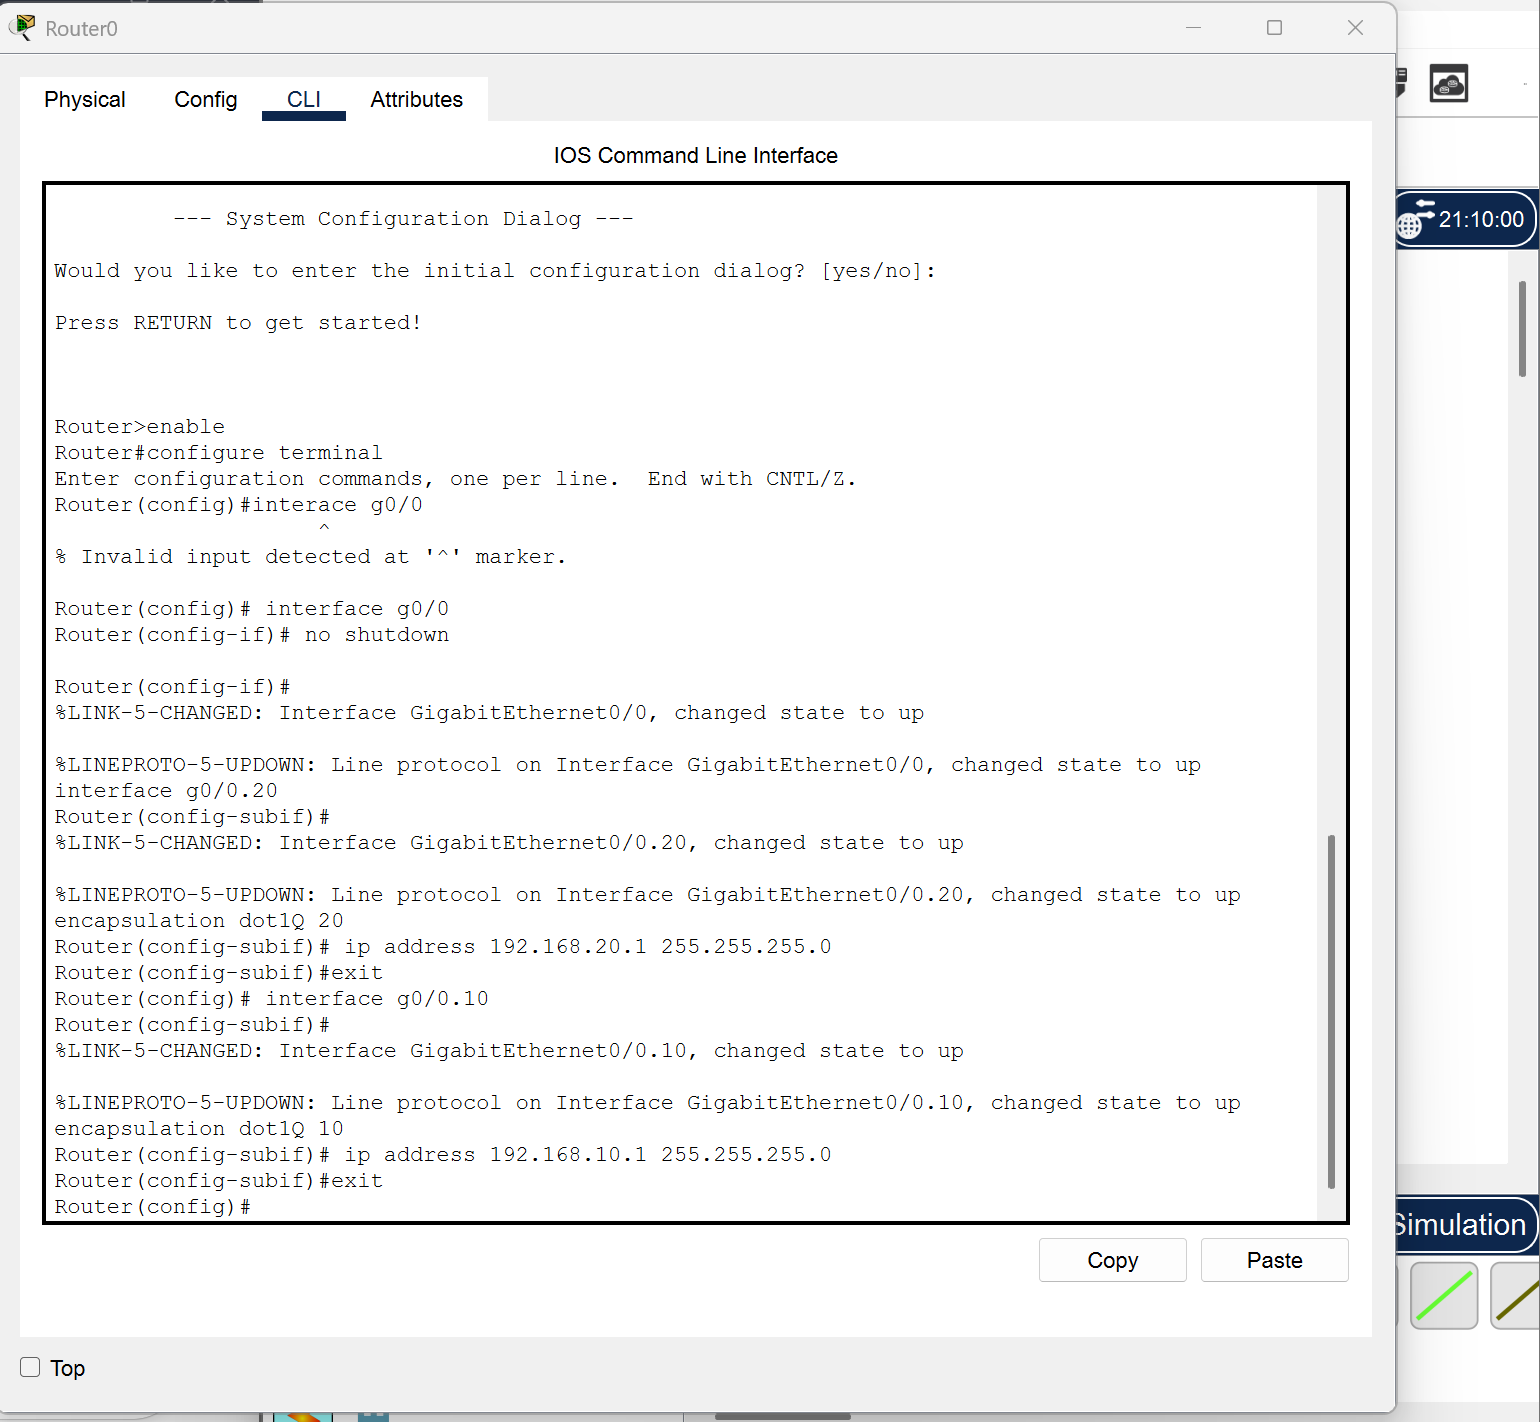 Router0
Physical Config CLI Attributes
IOS Command Line Interface
--- System Configuration Dialog ---
Would you like to enter the initial configuration dialog? [yes/no]:
Press RETURN to get started!
Router>enable
Router#configure terminal
Enter configuration commands, one per line.  End with CNTL/Z.
Router(config)#interace g0/0
^
% Invalid input detected at '^' marker.
Router(config)# interface g0/0
Router(config-if)# no shutdown
Router(config-if)#
%LINK-5-CHANGED: Interface GigabitEthernet0/0, changed state to up
%LINEPROTO-5-UPDOWN: Line protocol on Interface GigabitEthernet0/0, changed state to up
interface g0/0.20
Router(config-subif)#
%LINK-5-CHANGED: Interface GigabitEthernet0/0.20, changed state to up
%LINEPROTO-5-UPDOWN: Line protocol on Interface GigabitEthernet0/0.20, changed state to up
encapsulation dot1Q 20
Router(config-subif)# ip address 192.168.20.1 255.255.255.0
Router(config-subif)#exit
Router(config)# interface g0/0.10
Router(config-subif)#
%LINK-5-CHANGED: Interface GigabitEthernet0/0.10, changed state to up
%LINEPROTO-5-UPDOWN: Line protocol on Interface GigabitEthernet0/0.10, changed state to up
encapsulation dot1Q 10
Router(config-subif)# ip address 192.168.10.1 255.255.255.0
Router(config-subif)#exit
Router(config)#
Copy Paste
Top
21:10:00
Simulation